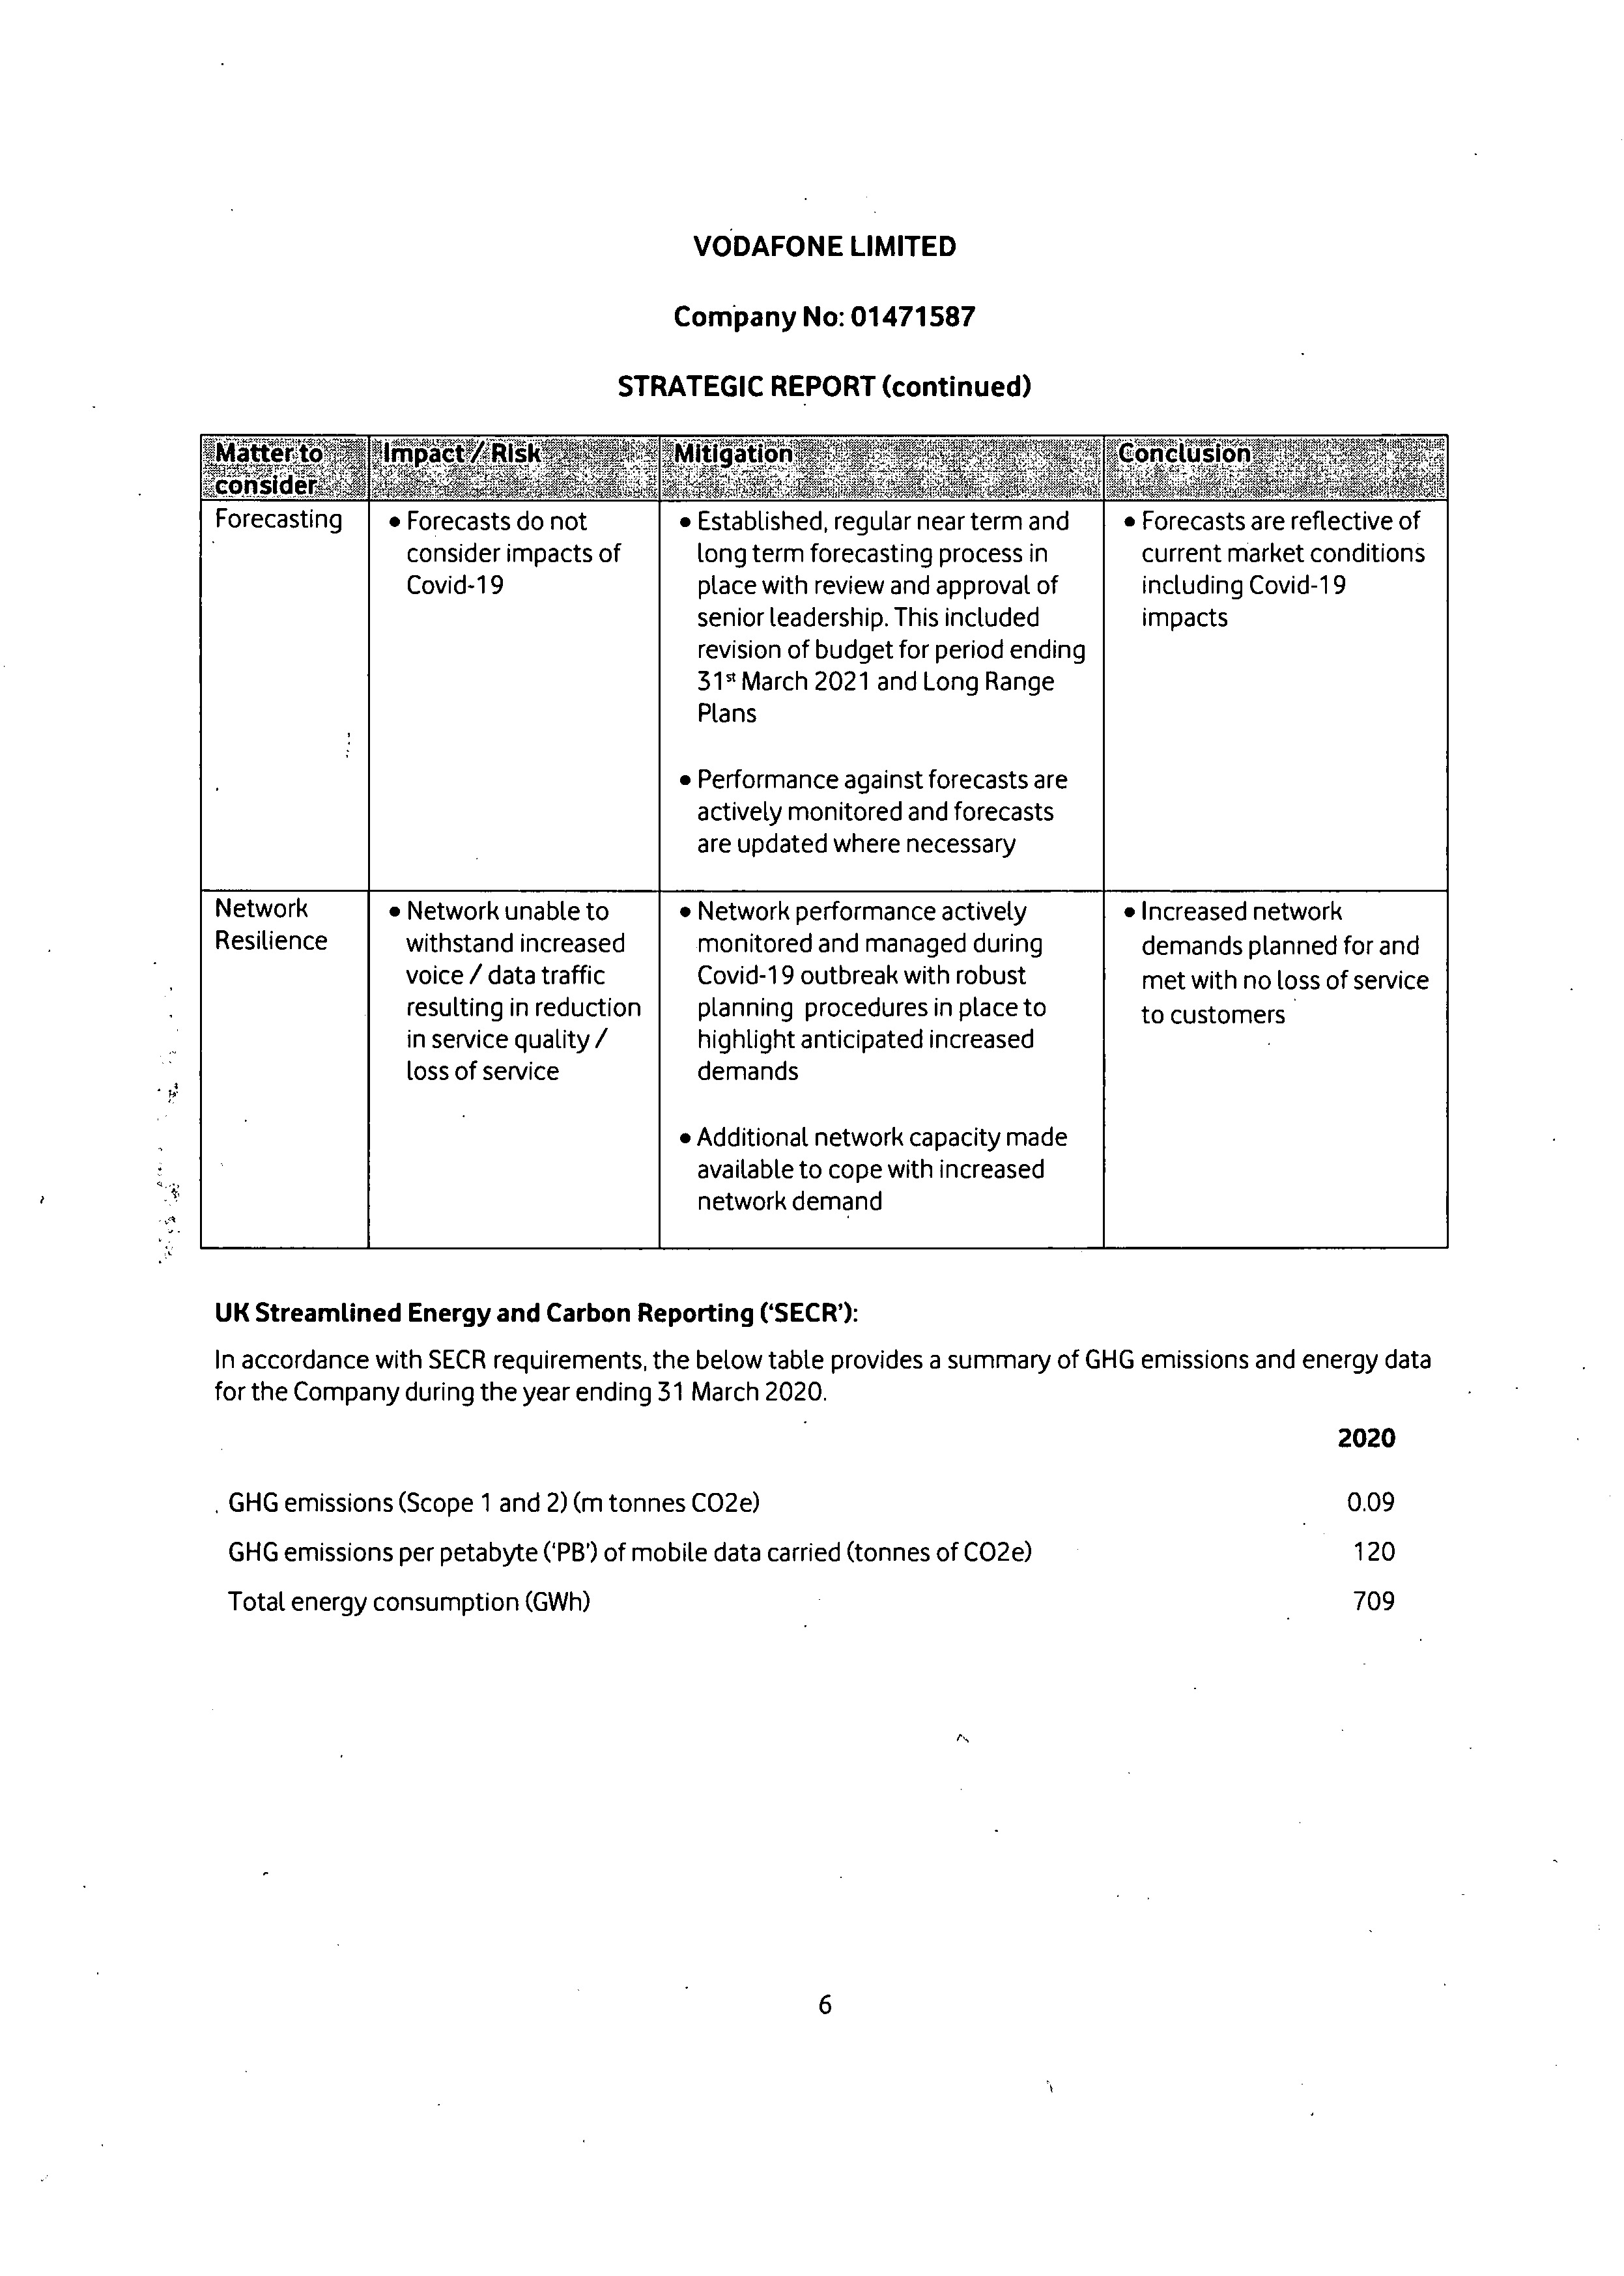 VODAFONE LIMITED
Company No: 01471587
STRATEGIC REPORT (continued)
Matter to
consider
Impact / Risk
Mitigation
Conclusion
Forecasting
• Forecasts do not
consider impacts of
Covid-19
• Established, regular near term and
long term forecasting process in
place with review and approval of
senior leadership. This included
revision of budget for period ending
31st March 2021 and Long Range
Plans
• Performance against forecasts are
actively monitored and forecasts
are updated where necessary
• Forecasts are reflective of
current market conditions
including Covid-19
impacts
Network
Resilience
• Network unable to
withstand increased
voice / data traffic
resulting in reduction
in service quality /
loss of service
• Network performance actively
monitored and managed during
Covid-19 outbreak with robust
planning procedures in place to
highlight anticipated increased
demands
• Additional network capacity made
available to cope with increased
network demand
• Increased network
demands planned for and
met with no loss of service
to customers
UK Streamlined Energy and Carbon Reporting ('SECR'):
In accordance with SECR requirements, the below table provides a summary of GHG emissions and energy data
for the Company during the year ending 31 March 2020.
2020
GHG emissions (Scope 1 and 2) (m tonnes CO2e) 0.09
GHG emissions per petabyte ('PB') of mobile data carried (tonnes of CO2e) 120
Total energy consumption (GWh) 709
6